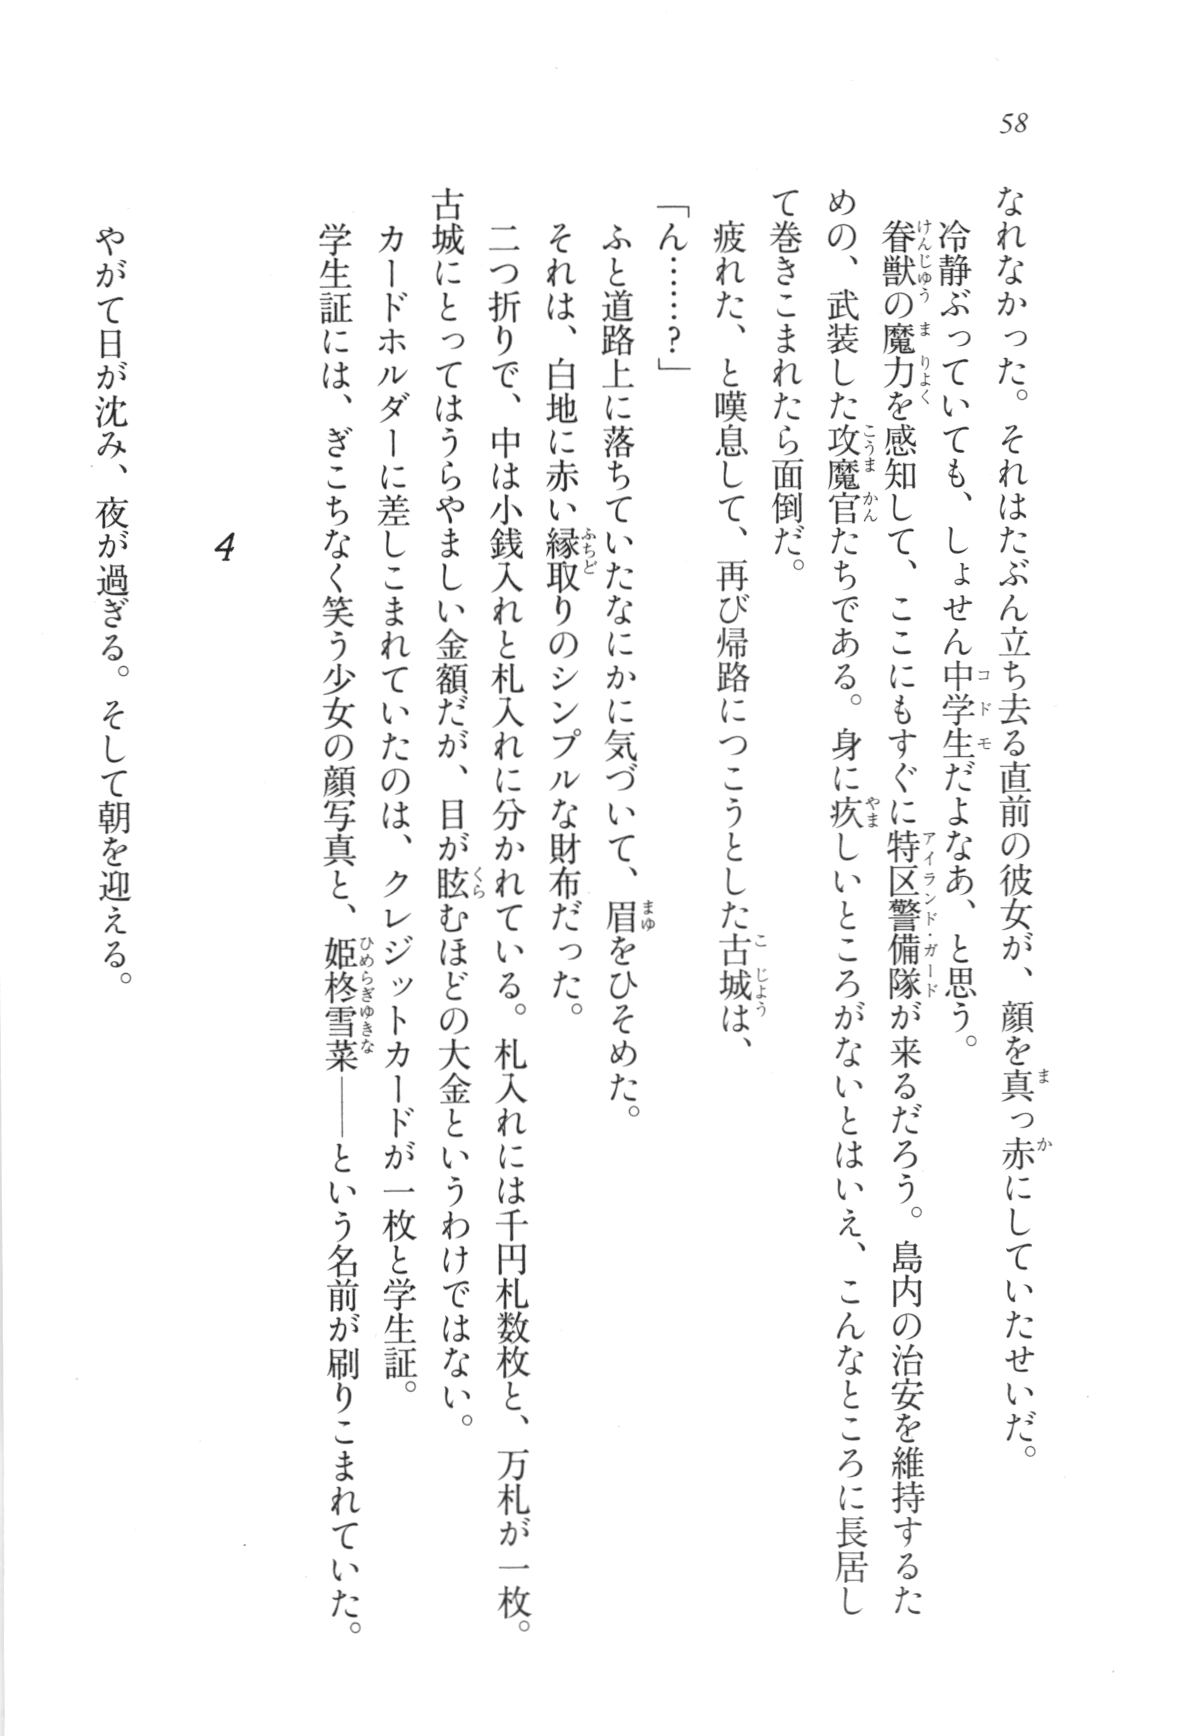 58
なれなかった。それはたぶん立ち去る直前の彼女が、顔を真っ赤にしていたせいだ。
冷静ぶっていても、しょせん中学生だよなあ、と思う。
眷獣の魔力を感知して、ここにもすぐに特区警備隊が来るだろう。島内の治安を維持するた
めの、武装した攻魔官たちである。身に疚しいところがないとはいえ、こんなところに長居し
て巻きこまれたら面倒だ。
疲れた、と嘆息して、再び帰路につこうとした古城は、
「ん……?」
ふと道路上に落ちていたなにかに気づいて、眉をひそめた。
それは、白地に赤い縁取りのシンプルな財布だった。
二つ折りで、中は小銭入れと札入れに分かれている。札入れには千円札数枚と、万札が一枚。
古城にとってはうらやましい金額だが、目が眩むほどの大金というわけではない。
カードホルダーに差しこまれていたのは、クレジットカードが一枚と学生証。
学生証には、ぎこちなく笑う少女の顔写真と、姫柊雪菜――という名前が刷りこまれていた。
4
やがて日が沈み、夜が過ぎる。そして朝を迎える。